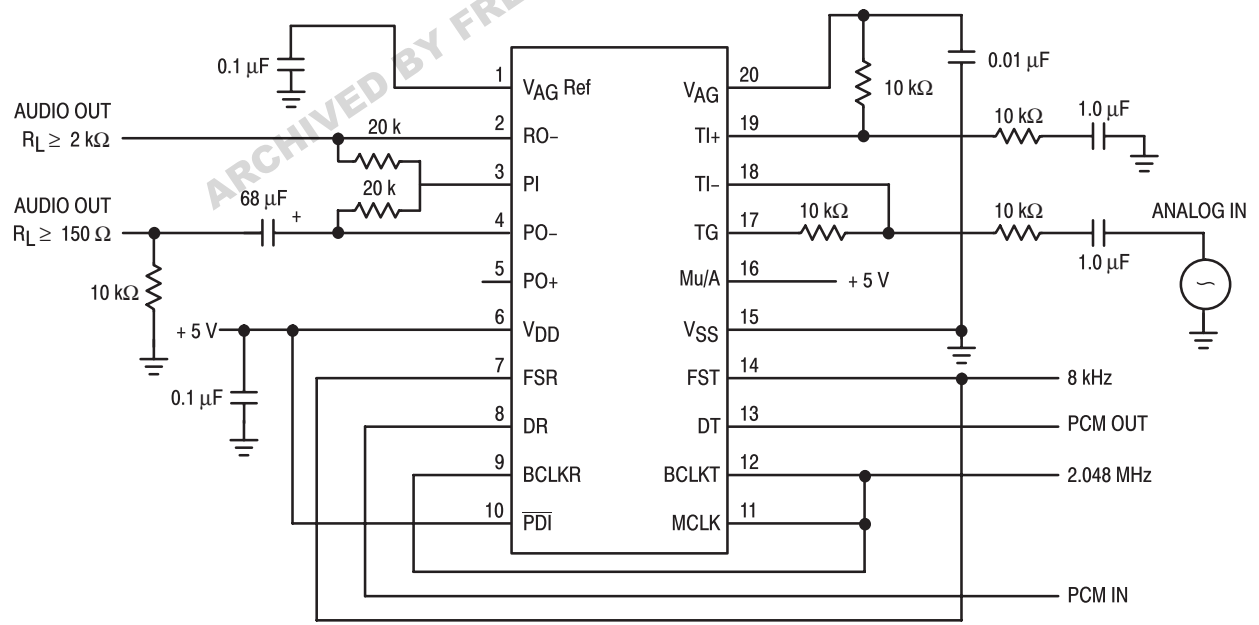 ARCHIVED BY FRE
0.1 μF
AUDIO OUT
RL ≥ 2 kΩ
20 k
20 k
68 μF
+
AUDIO OUT
RL ≥ 150 Ω
10 kΩ
+ 5 V
0.1 μF
1 VAG Ref
2 RO–
3 PI
4 PO–
5 PO+
6 VDD
7 FSR
8 DR
9 BCLKR
10 PDI
VAG 20
TI+ 19
TI– 18
TG 17
Mu/A 16
VSS 15
FST 14
DT 13
BCLKT 12
MCLK 11
0.01 μF
10 kΩ
10 kΩ
1.0 μF
10 kΩ
10 kΩ
1.0 μF
ANALOG IN
+ 5 V
8 kHz
PCM OUT
2.048 MHz
PCM IN